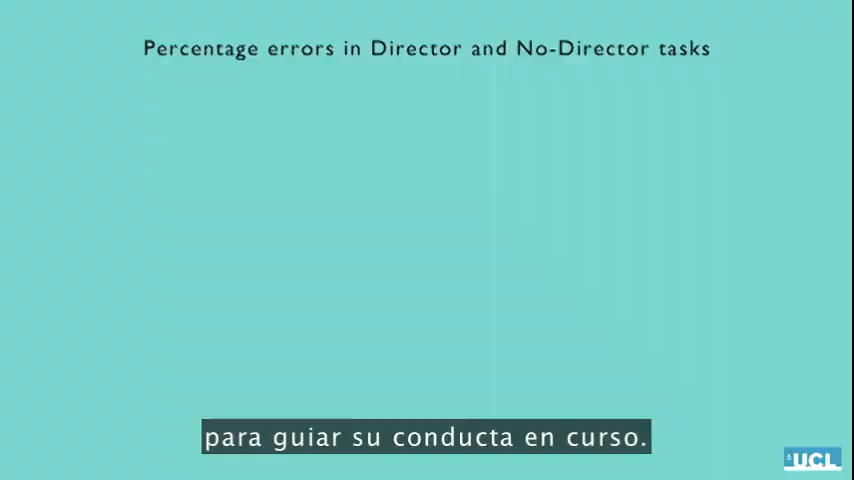 Percentage errors in Director and No-Director tasks
para guiar su conducta en curso.
UCL